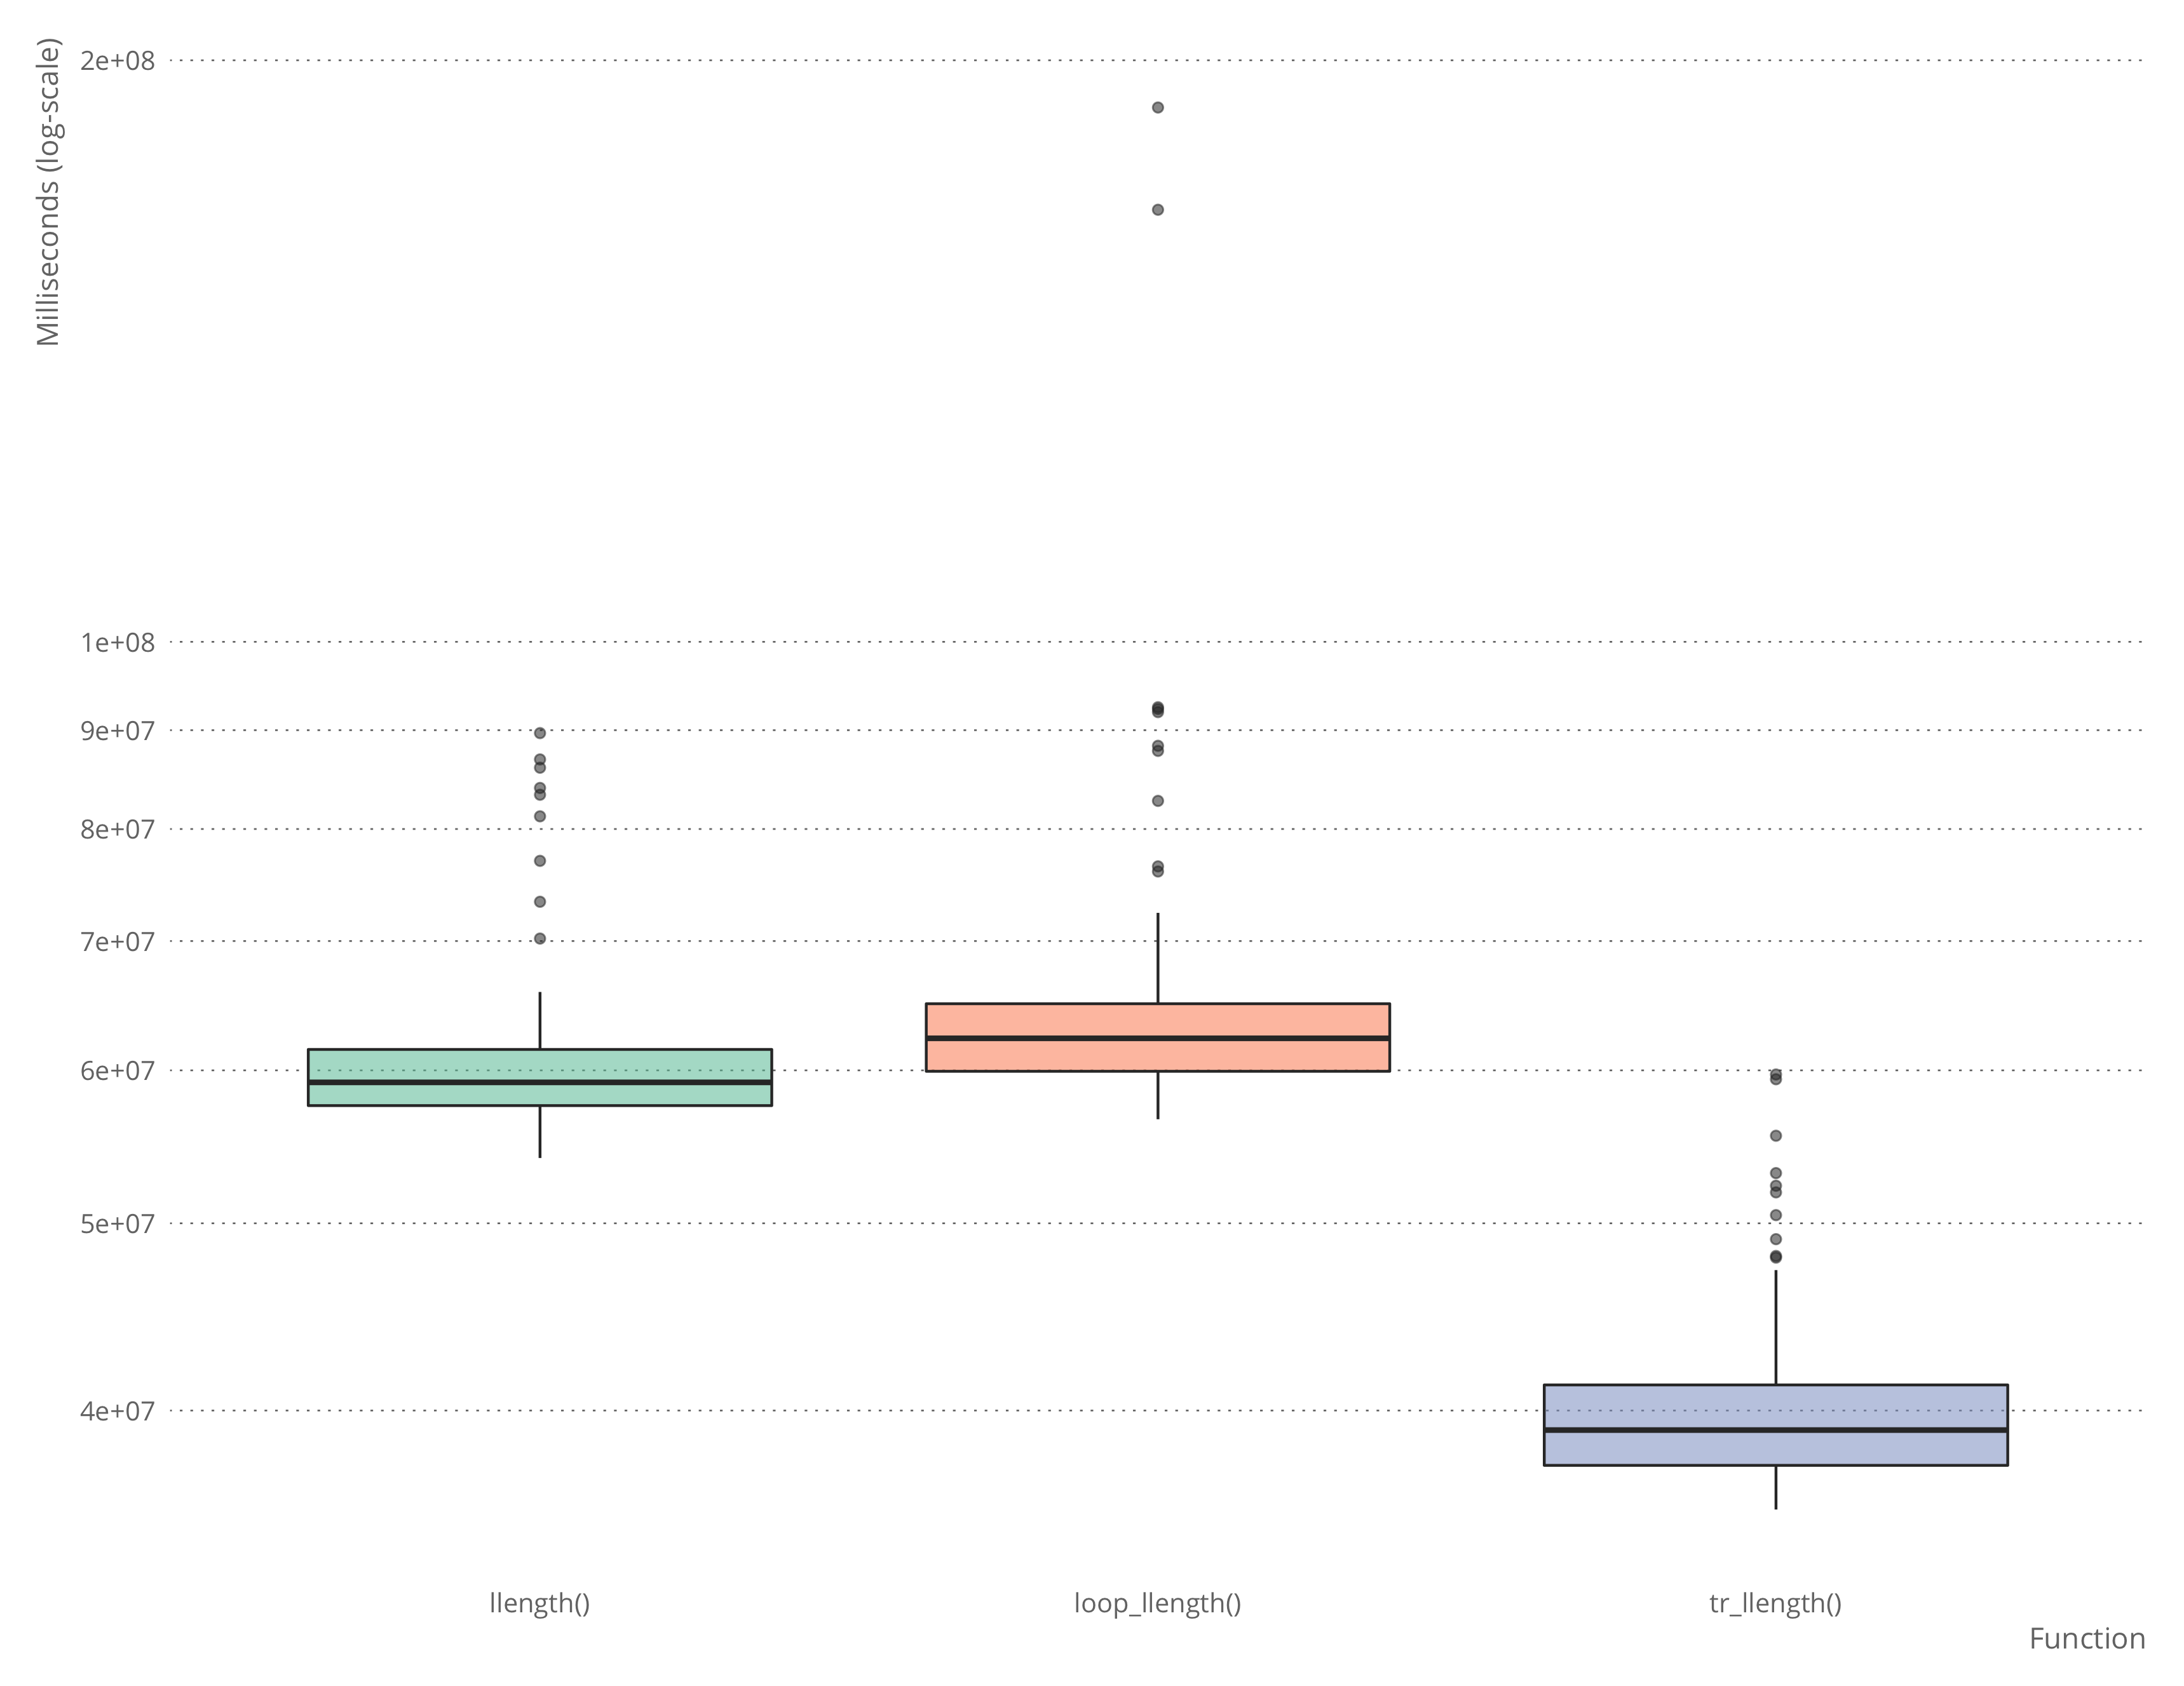 Milliseconds (log-scale)
2e+08
1e+08
9e+07
8e+07
7e+07
6e+07
5e+07
4e+07
llength()
loop_llength()
tr_llength()
Function